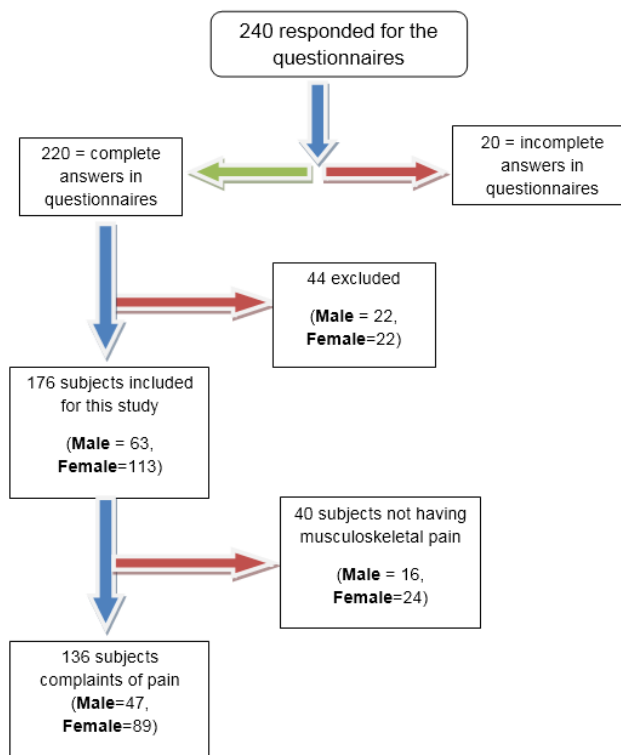 240 responded for the
questionnaires
220 = complete
answers in
questionnaires
20 = incomplete
answers in
questionnaires
44 excluded
(Male = 22,
Female=22)
176 subjects included
for this study
(Male = 63,
Female=113)
40 subjects not having
musculoskeletal pain
(Male = 16,
Female=24)
136 subjects
complaints of pain
(Male=47,
Female=89)